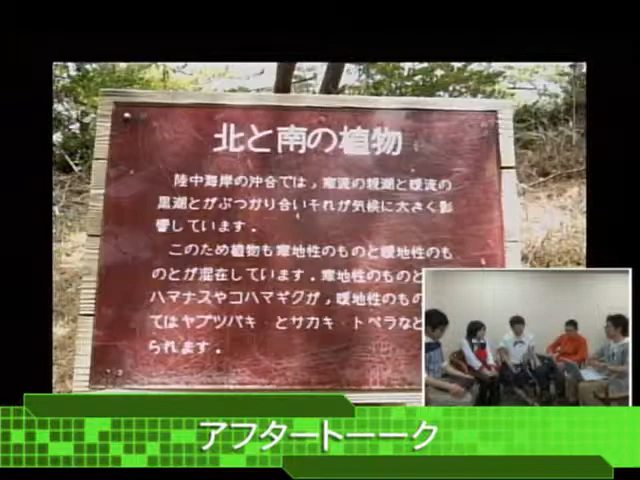 北と南の植物
陸中海岸の沖合では，寒流の親潮と暖流の
黒潮とがぶつかり合いそれが気候に大きく影
響しています．
このため植物も寒地性のものと暖地性のも
のとが混在しています．寒地性のものと
ハマナスやコハマギクが，暖地性のもの
てはヤブツバキ とサカキ・トベラなど
られます．
アフタートーーク